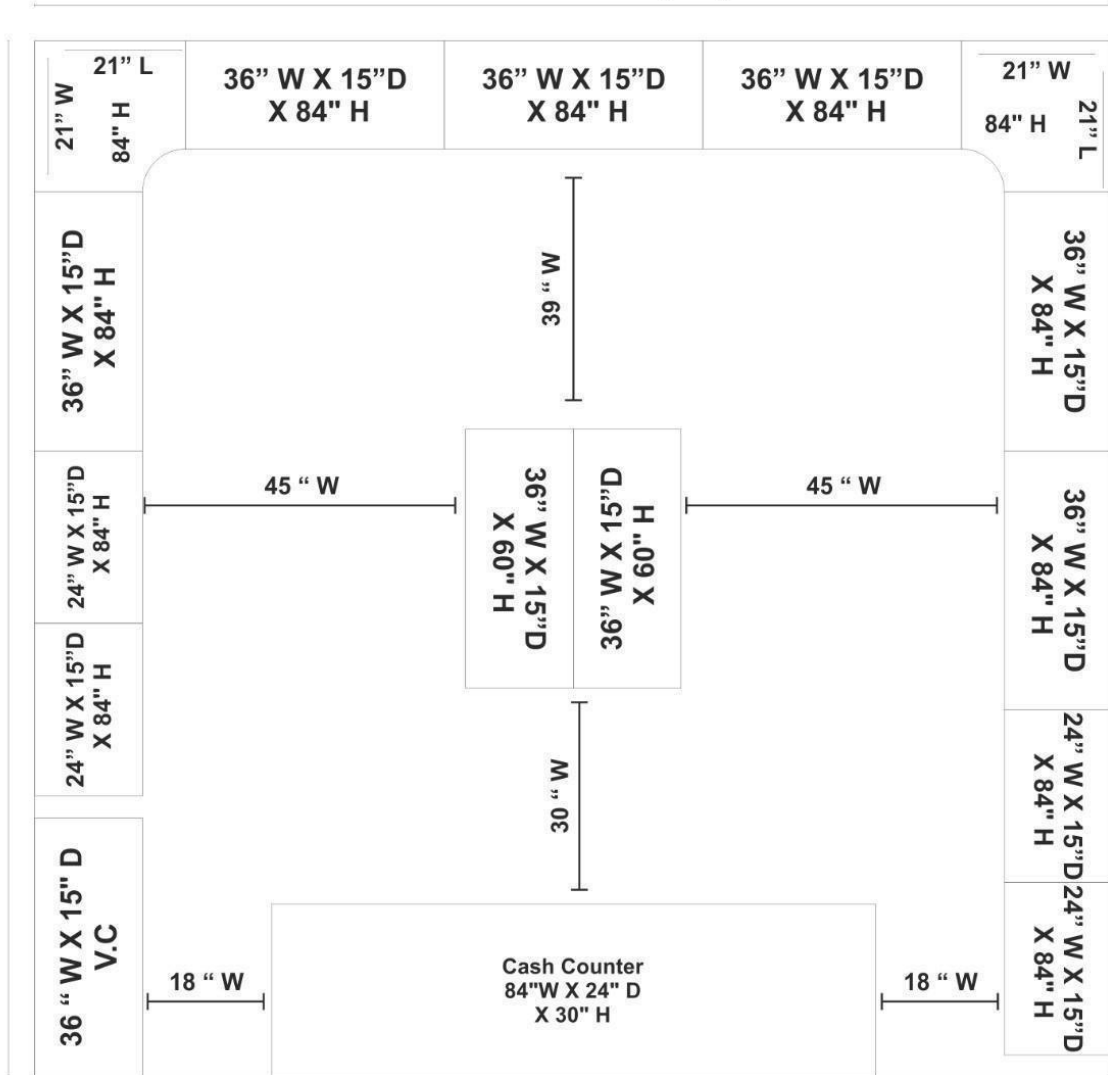 21” L
21” W
84" H
36” W X 15”D
X 84" H
36” W X 15”D
X 84" H
36” W X 15”D
X 84" H
21” W
84" H
21” L
36” W X 15”D
X 84" H
39 “ W
36” W X 15”D
X 84" H
24” W X 15”D
X 84" H
45 “ W
36” W X 15”D
X 60" H
36” W X 15”D
X 60" H
45 “ W
36” W X 15”D
X 84" H
24” W X 15”D
X 84" H
30 “ W
24” W X 15”D
X 84" H
36 “ W X 15" D
V.C
18 “ W
Cash Counter
84"W X 24" D
X 30" H
18 “ W
24” W X 15”D
X 84" H